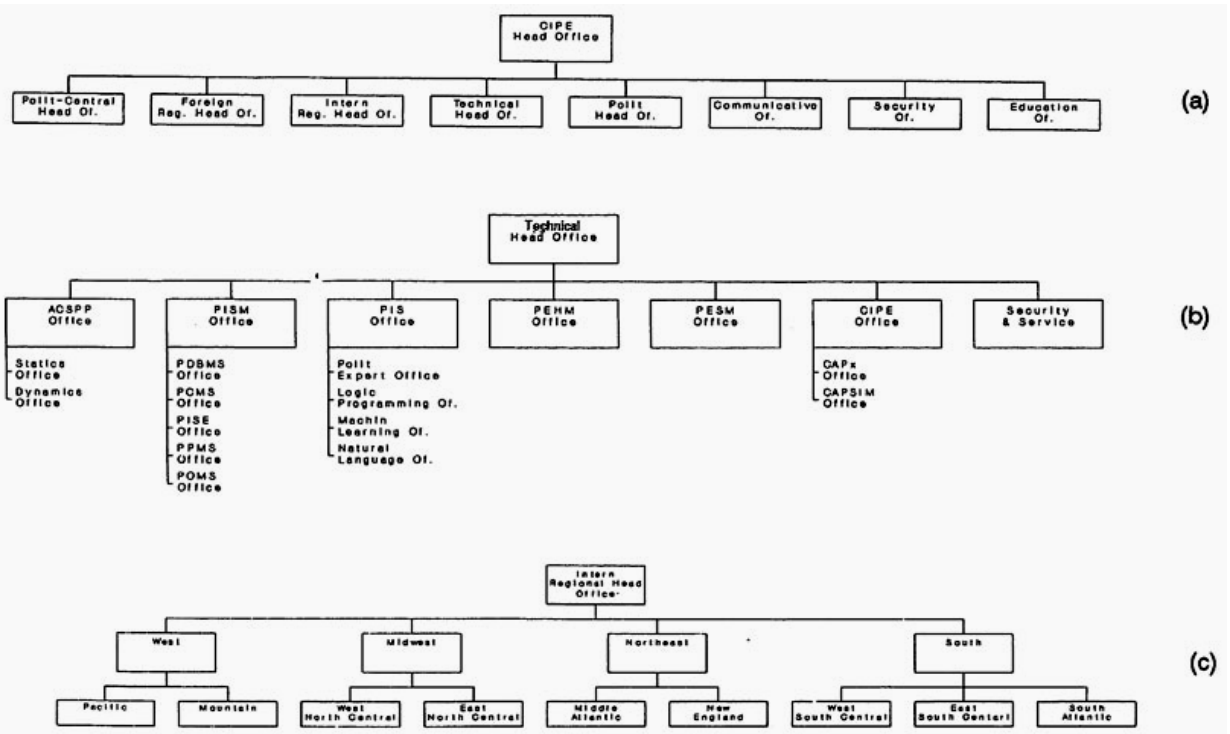 CIPE
Head Office
Polit-Central
Head Of.
Foreign
Reg. Head Of.
Intern
Reg. Head Of.
Technical
Head Of.
Polit
Head Of.
Communicative
Of.
Security
Of.
Education
Of.
(a)
Technical
Head Office
ACSPP
Office
PISM
Office
PIS
Office
PEHM
Office
PESM
Office
CIPE
Office
Security
& Service
(b)
Statics
Office
Dynamics
Office
PDBMS
Office
PCMS
Office
PISE
Office
PPMS
Office
POMS
Office
Polit
Expert Office
Logic
Programming Of.
Machin
Learning Of.
Natural
Language Of.
CAPx
Office
CAPSIM
Office
Intern
Regional Head
Office
West
Midwest
Northeast
South
(c)
Pacific
Mountain
West
North Central
East
North Central
Middle
Atlantic
New
England
West
South Central
East
South Centarl
South
Atlantic